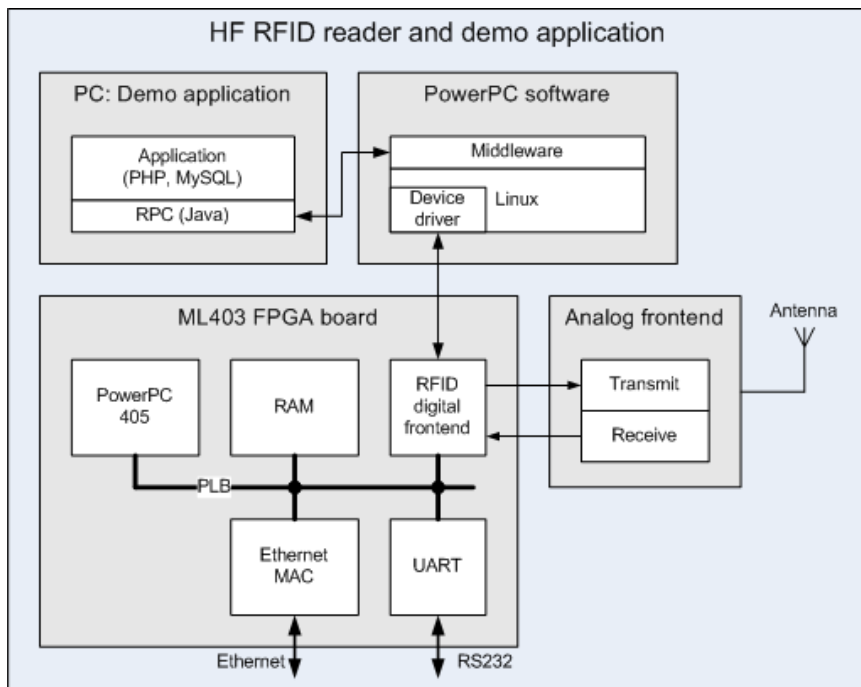 HF RFID reader and demo application
PC: Demo application
Application
(PHP, MySQL)
RPC (Java)
PowerPC software
Middleware
Device
driver
Linux
ML403 FPGA board
PowerPC
405
RAM
RFID
digital
frontend
PLB
Ethernet
MAC
UART
Ethernet
RS232
Analog frontend
Transmit
Receive
Antenna